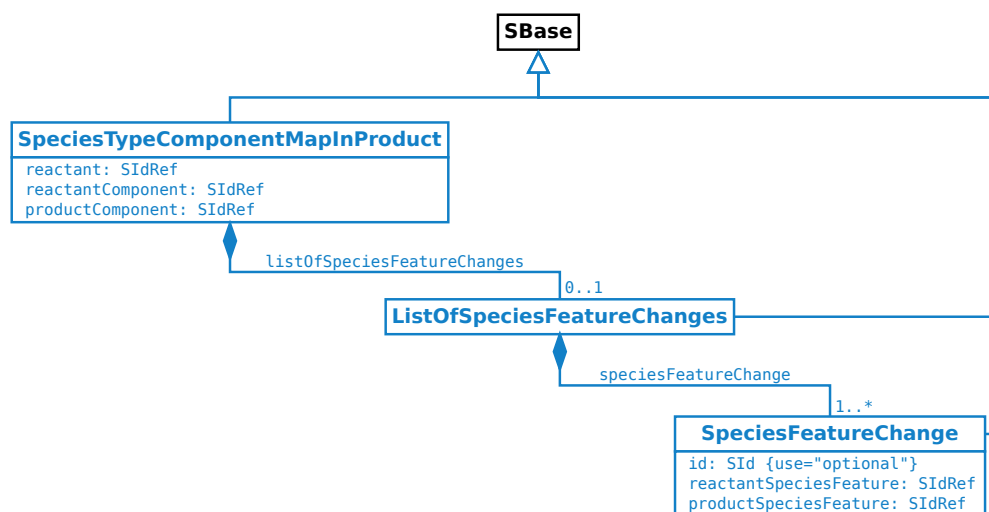 SBase
SpeciesTypeComponentMapInProduct
reactant: SIdRef
reactantComponent: SIdRef
productComponent: SIdRef
listOfSpeciesFeatureChanges
0..1
ListOfSpeciesFeatureChanges
speciesFeatureChange
1..*
SpeciesFeatureChange
id: SId {use="optional"}
reactantSpeciesFeature: SIdRef
productSpeciesFeature: SIdRef